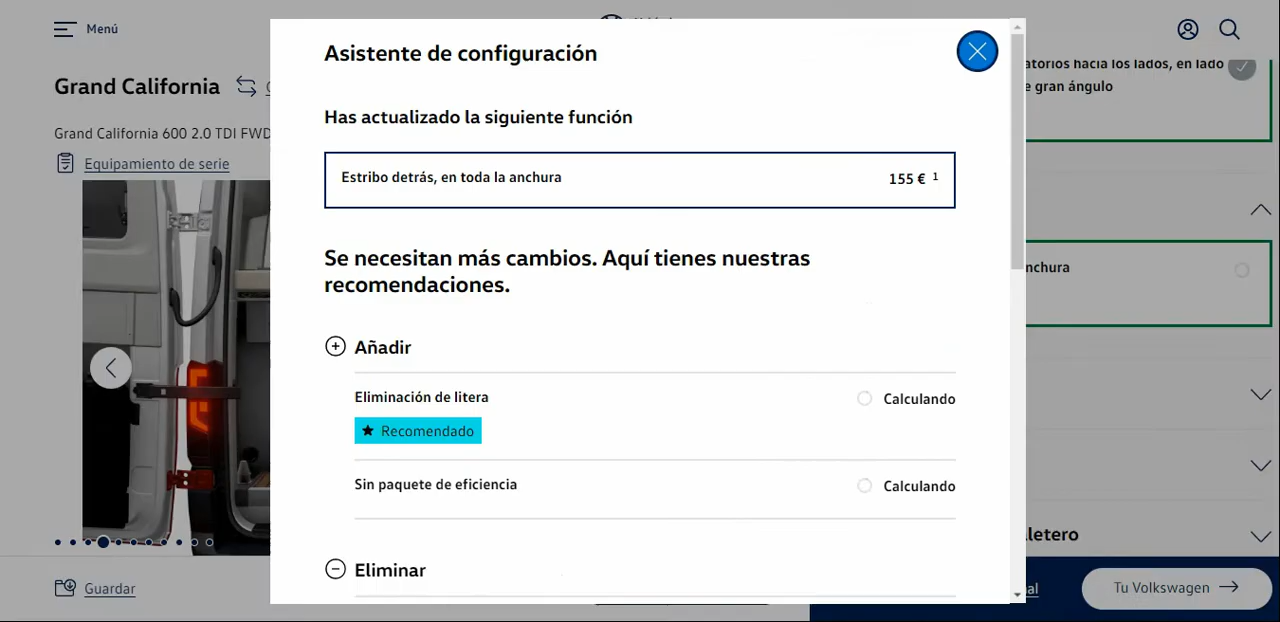 Menú
Grand California
Grand California 600 2.0 TDI FWD
Equipamiento de serie
Guardar
Asistente de configuración
Has actualizado la siguiente función
Estribo detrás, en toda la anchura
155 € 1
Se necesitan más cambios. Aquí tienes nuestras
recomendaciones.
Añadir
Eliminación de litera
Calculando
Recomendado
Sin paquete de eficiencia
Calculando
Eliminar
atorios hacia los lados, en lado
e gran ángulo
nchura
letero
al
Tu Volkswagen